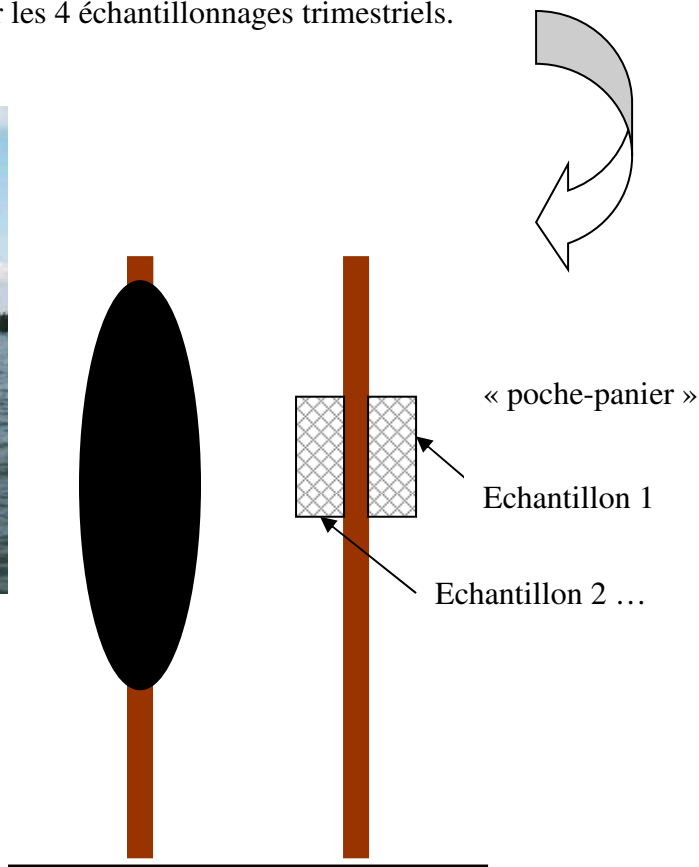 r les 4 échantillonnages trimestriels.
« poche-panier »
Echantillon 1
Echantillon 2 …